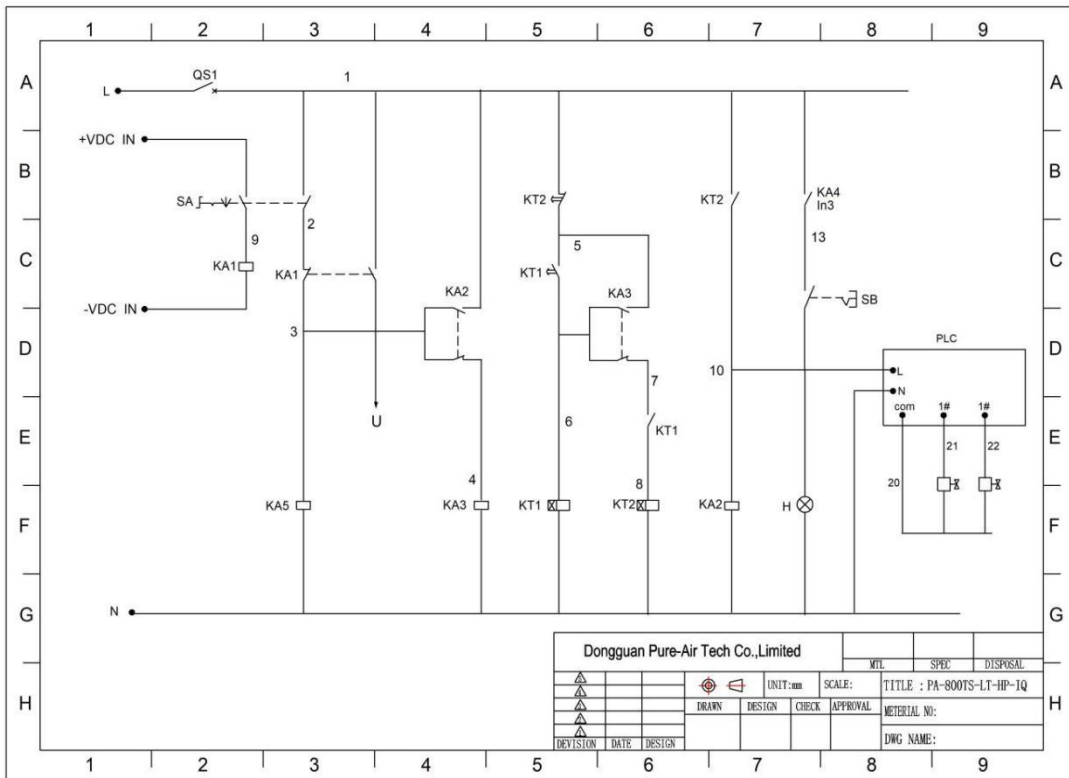 1 2 3 4 5 6 7 8 9
A A
QS1 1
L
+VDC IN
B B
SA KT2 KT2 KA4
In3
2
9 5 13
C C
KA1 KA1 KT1
KA2 KA3 SB
-VDC IN
3 PLC
D D
10 L
7 N
com 1# 1#
U 6 KT1
E E
21 22
4 8 20
KA5 KA3 KT1 KT2 KA2 H
F F
N
G G
Dongguan Pure-Air Tech Co.,Limited
MTL SPEC DISPOSAL
UNIT:mm SCALE: TITLE : PA-800TS-LT-HP-IQ
H H
DRAWN DESIGN CHECK APPROVAL METERIAL NO:
DEVISION DATE DESIGN DWG NAME:
1 2 3 4 5 6 7 8 9